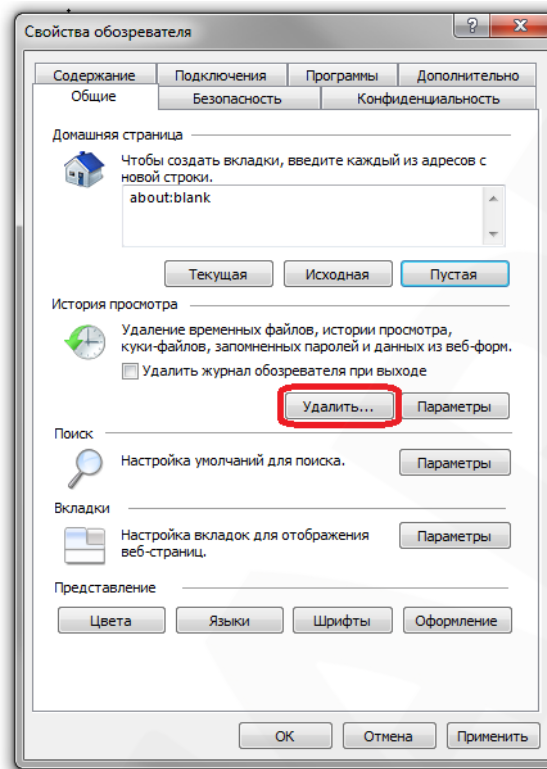 Свойства обозревателя
Содержание Подключения Программы Дополнительно
Общие Безопасность Конфиденциальность
Домашняя страница
Чтобы создать вкладки, введите каждый из адресов с
новой строки.
about:blank
Текущая Исходная Пустая
История просмотра
Удаление временных файлов, истории просмотра,
куки-файлов, запомненных паролей и данных из веб-форм.
Удалить журнал обозревателя при выходе
Удалить... Параметры
Поиск
Настройка умолчаний для поиска. Параметры
Вкладки
Настройка вкладок для отображения
веб-страниц. Параметры
Представление
Цвета Языки Шрифты Оформление
OK Отмена Применить